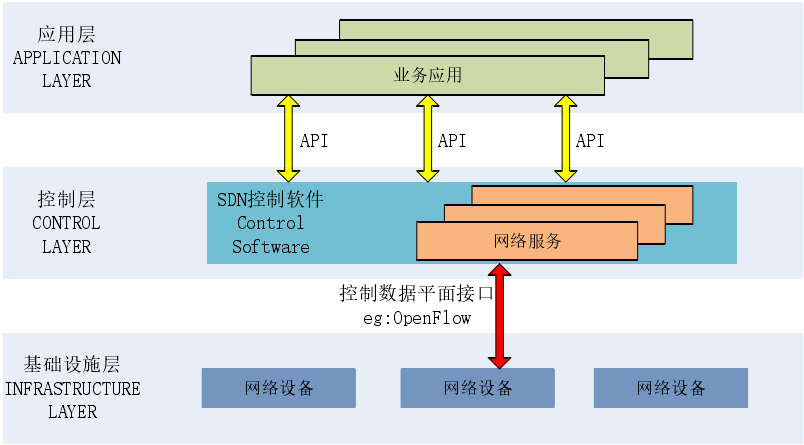 应用层
APPLICATION
LAYER
业务应用
API
API
API
控制层
CONTROL
LAYER
SDN控制软件
Control
Software
网络服务
控制数据平面接口
eg:OpenFlow
基础设施层
INFRASTRUCTURE
LAYER
网络设备
网络设备
网络设备